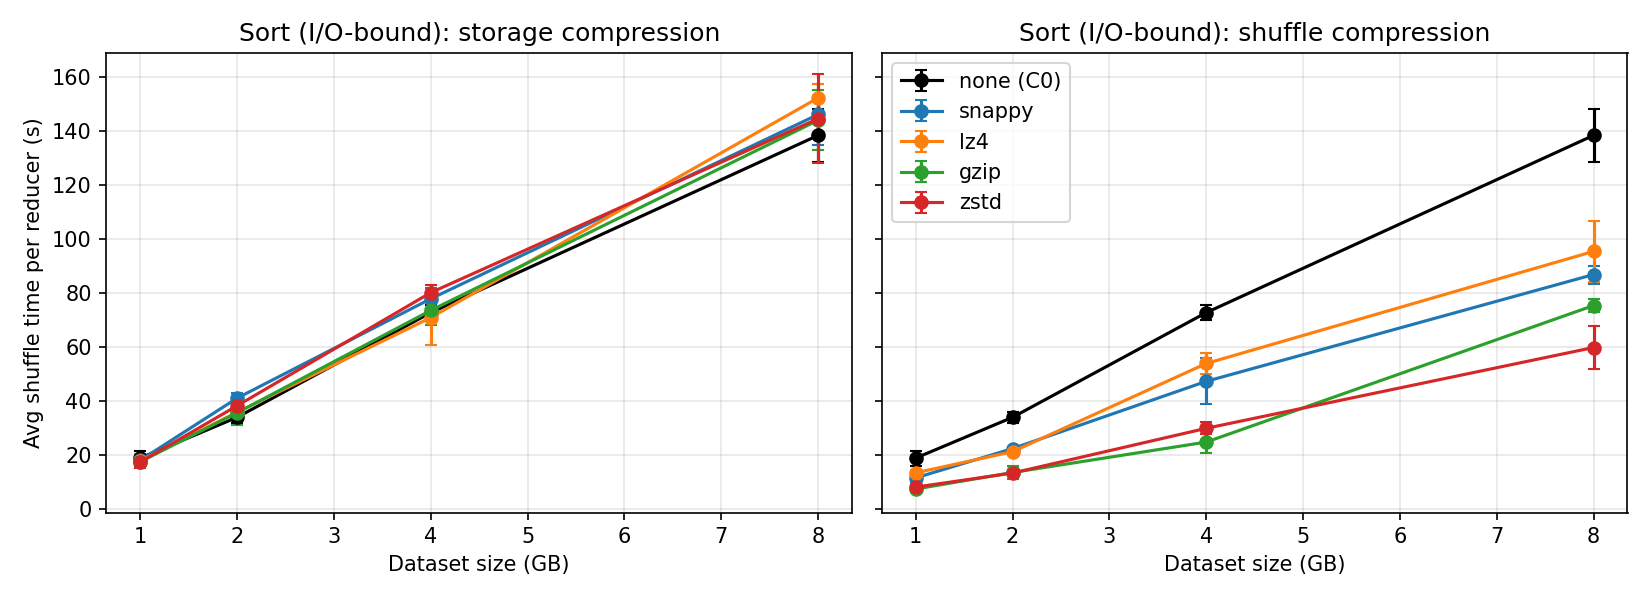 Sort (I/O-bound): storage compression
Avg shuffle time per reducer (s)
160
140
120
100
80
60
40
20
0
1 2 3 4 5 6 7 8
Dataset size (GB)
Sort (I/O-bound): shuffle compression
none (C0)
snappy
lz4
gzip
zstd
1 2 3 4 5 6 7 8
Dataset size (GB)